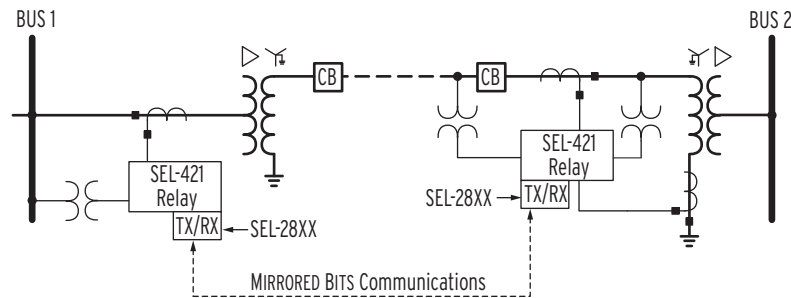 BUS 1
BUS 2
CB
CB
SEL-421
Relay
TX/RX
SEL-28XX
SEL-421
Relay
SEL-28XX
TX/RX
MIRRORED BITS Communications